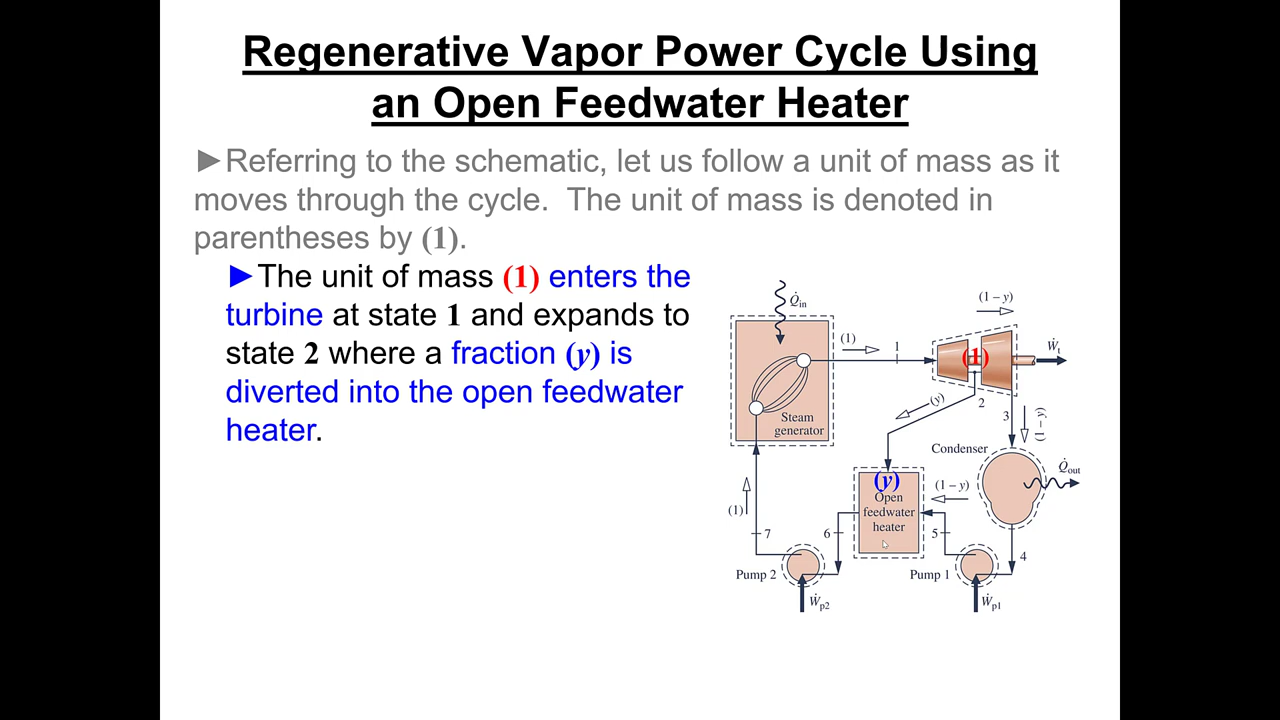 Regenerative Vapor Power Cycle Using
an Open Feedwater Heater
►Referring to the schematic, let us follow a unit of mass as it
moves through the cycle.  The unit of mass is denoted in
parentheses by (1).
►The unit of mass (1) enters the
turbine at state 1 and expands to
state 2 where a fraction (y) is
diverted into the open feedwater
heater.
Q̇in
(1 – y)
(1)
1
(1)
Ẇt
Steam
generator
(y)
2
3
(1 – y)
Condenser
Q̇out
(y)
Open
feedwater
heater
(1 – y)
(1)
7
6
5
4
Pump 2
Pump 1
Ẇp2
Ẇp1